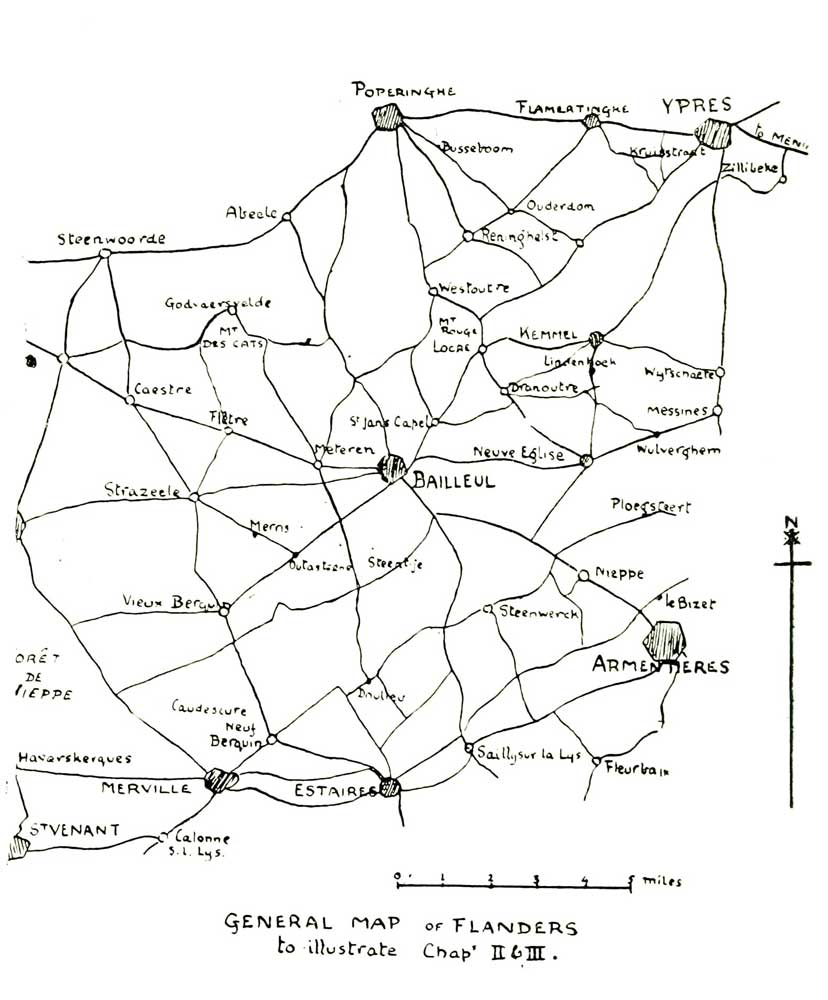 POPERINGHE
FLAMERTINGHE
YPRES
to MENIN
Busseboom
Kruisstraat
Zillibeke
Abeele
Ouderdom
Steenwoorde
Reninghelst
Godwaersvelde
Westoutre
MT
DES CATS
MT
ROUGE
LOCRE
KEMMEL
Lindenhoek
Wytschaete
Caestre
Dranoutre
Messines
Flêtre
St Jans Capel
Meteren
Neuve Eglise
Wulverghem
BAILLEUL
Strazeele
Ploegsteert
Merris
Outasteene
Steentje
Nieppe
Vieux Berquin
Steenwerck
le Bizet
ARMENTIÈRES
ORÊT
DE
NIEPPE
Caudescure
Doulieu
Neuf
Berquin
Sailly sur la Lys
Fleurbaix
Haverskerques
MERVILLE
ESTAIRES
ST VENANT
Calonne
S.L. Lys.
N
0 1 2 3 4 5 miles
GENERAL MAP OF FLANDERS
to illustrate Chapr II & III.